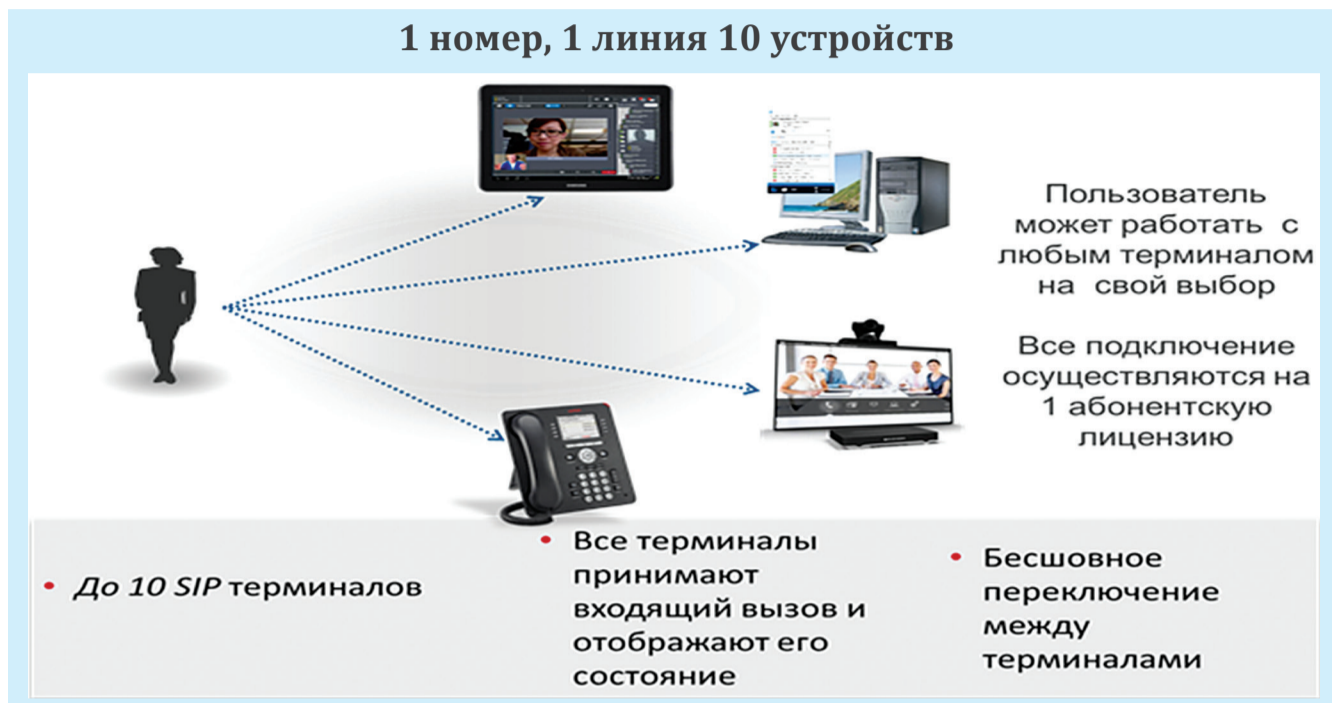 1 номер, 1 линия 10 устройств
Пользователь
может работать с
любым терминалом
на свой выбор
Все подключение
осуществляются на
1 абонентскую
лицензию
• До 10 SIP терминалов
• Все терминалы
принимают
входящий вызов и
отображают его
состояние
• Бесшовное
переключение
между
терминалами